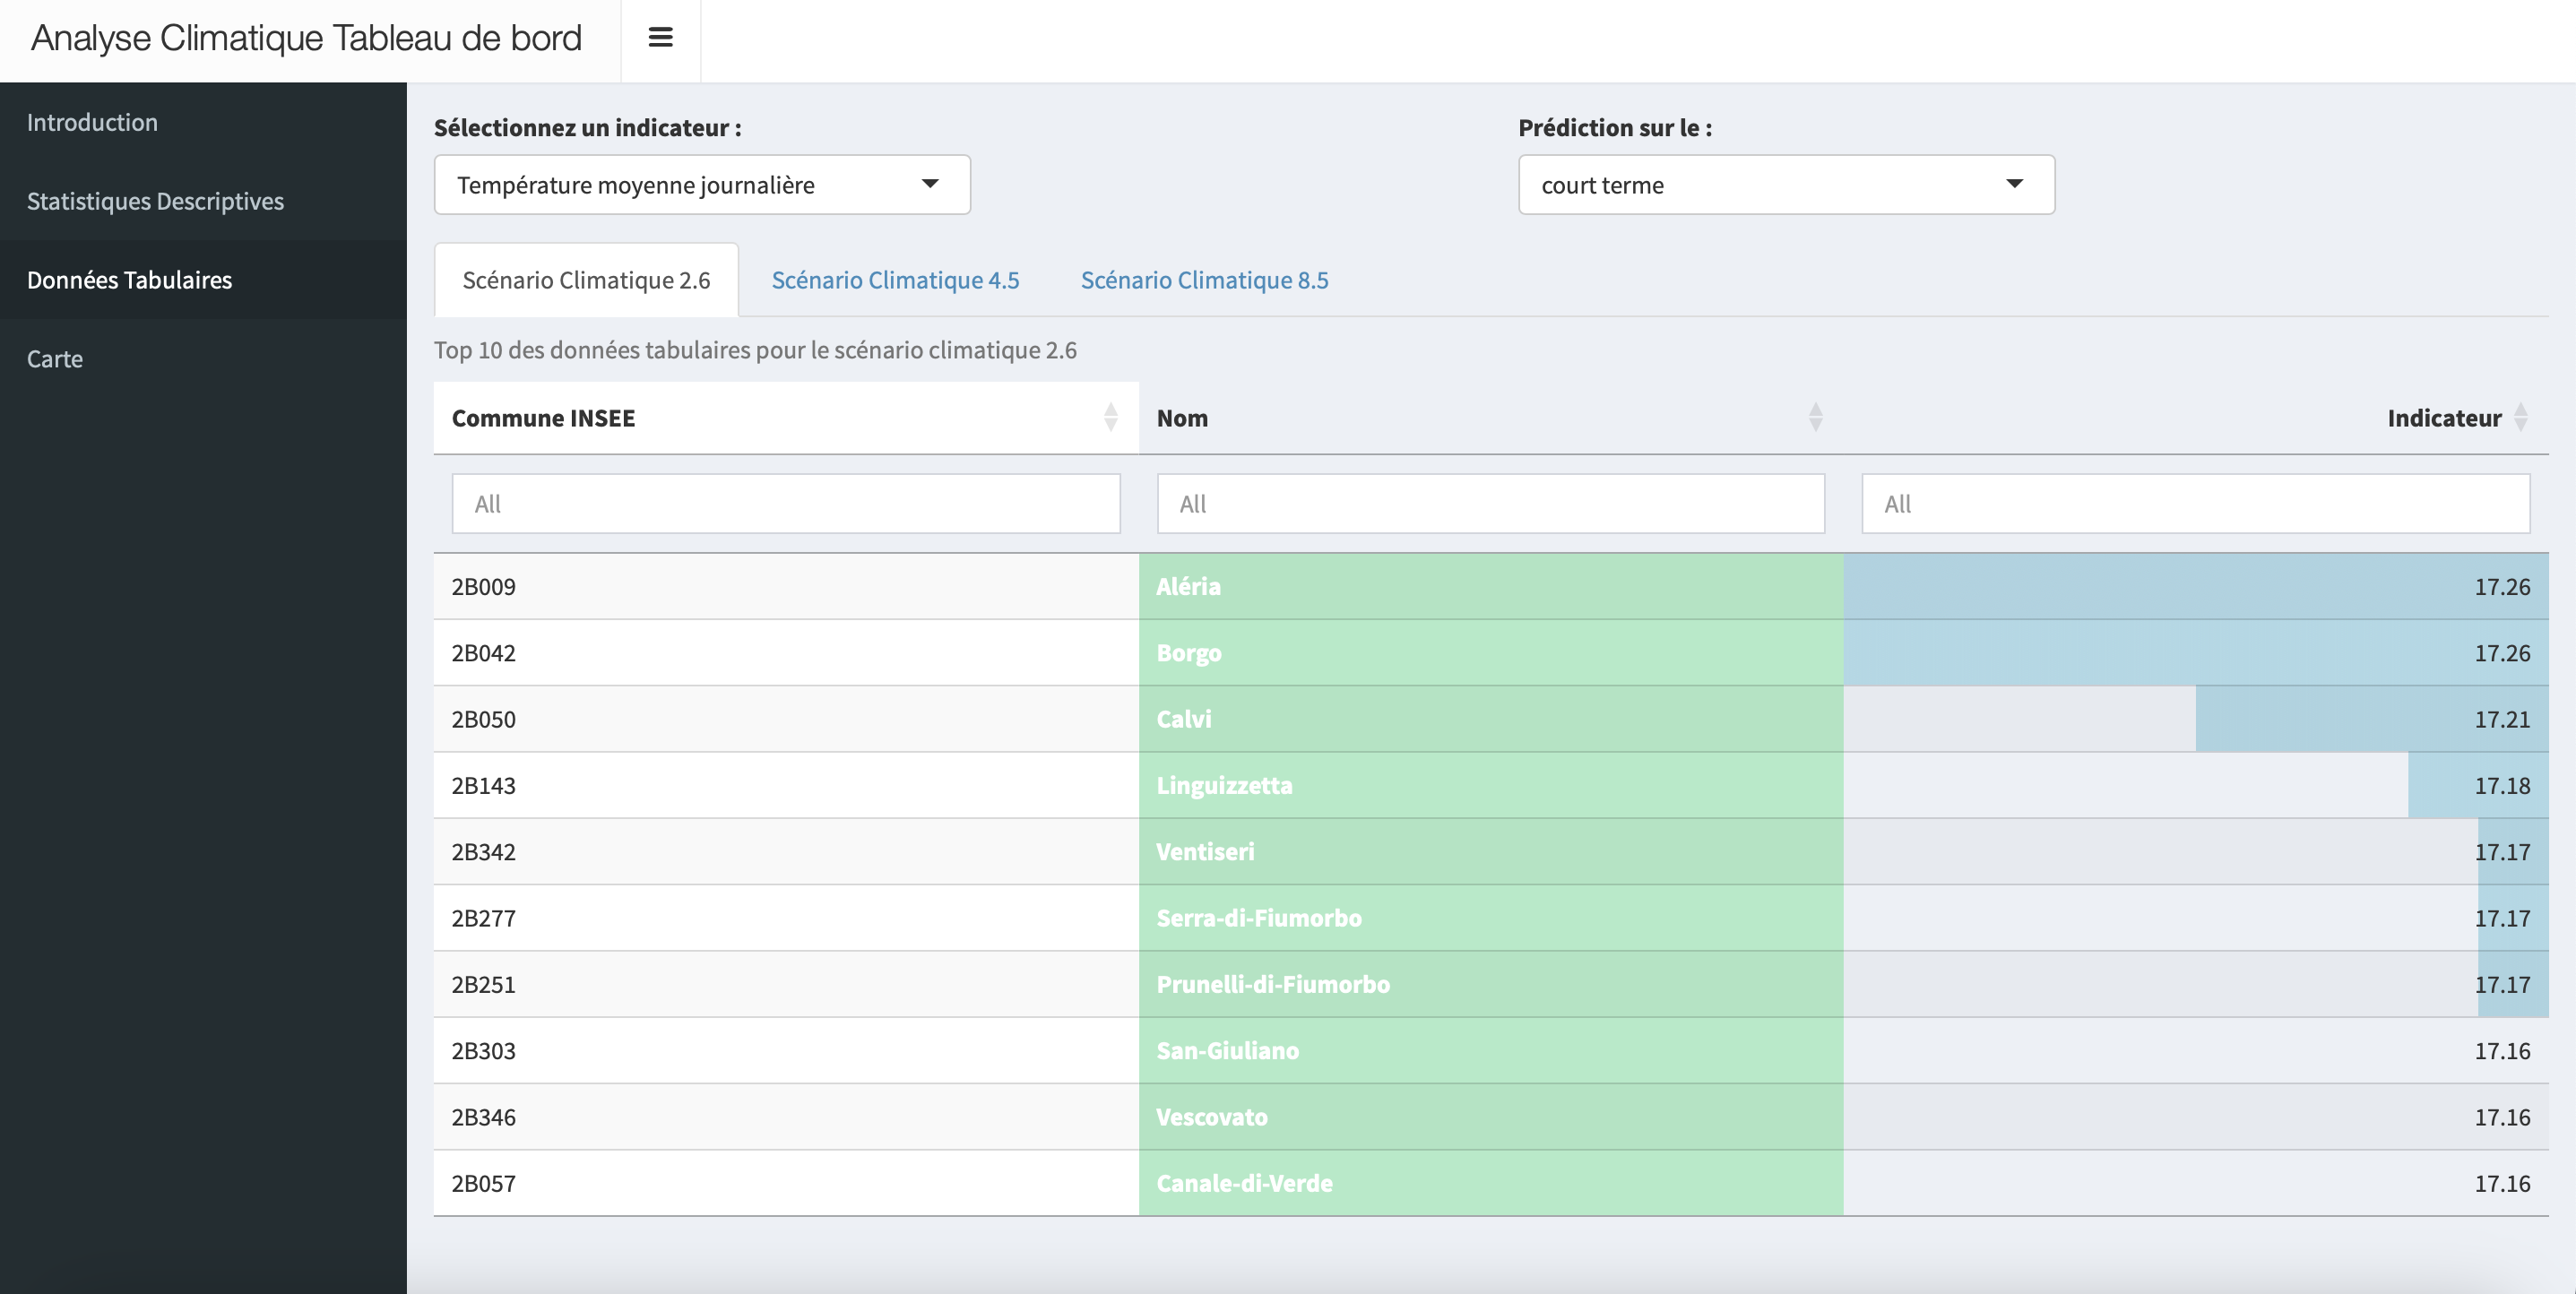 Analyse Climatique Tableau de bord
Introduction
Statistiques Descriptives
Données Tabulaires
Carte
Sélectionnez un indicateur :
Température moyenne journalière
Prédiction sur le :
court terme
Scénario Climatique 2.6 Scénario Climatique 4.5 Scénario Climatique 8.5
Top 10 des données tabulaires pour le scénario climatique 2.6
Commune INSEE Nom Indicateur
All All All
2B009 Aléria 17.26
2B042 Borgo 17.26
2B050 Calvi 17.21
2B143 Linguizzetta 17.18
2B342 Ventiseri 17.17
2B277 Serra-di-Fiumorbo 17.17
2B251 Prunelli-di-Fiumorbo 17.17
2B303 San-Giuliano 17.16
2B346 Vescovato 17.16
2B057 Canale-di-Verde 17.16